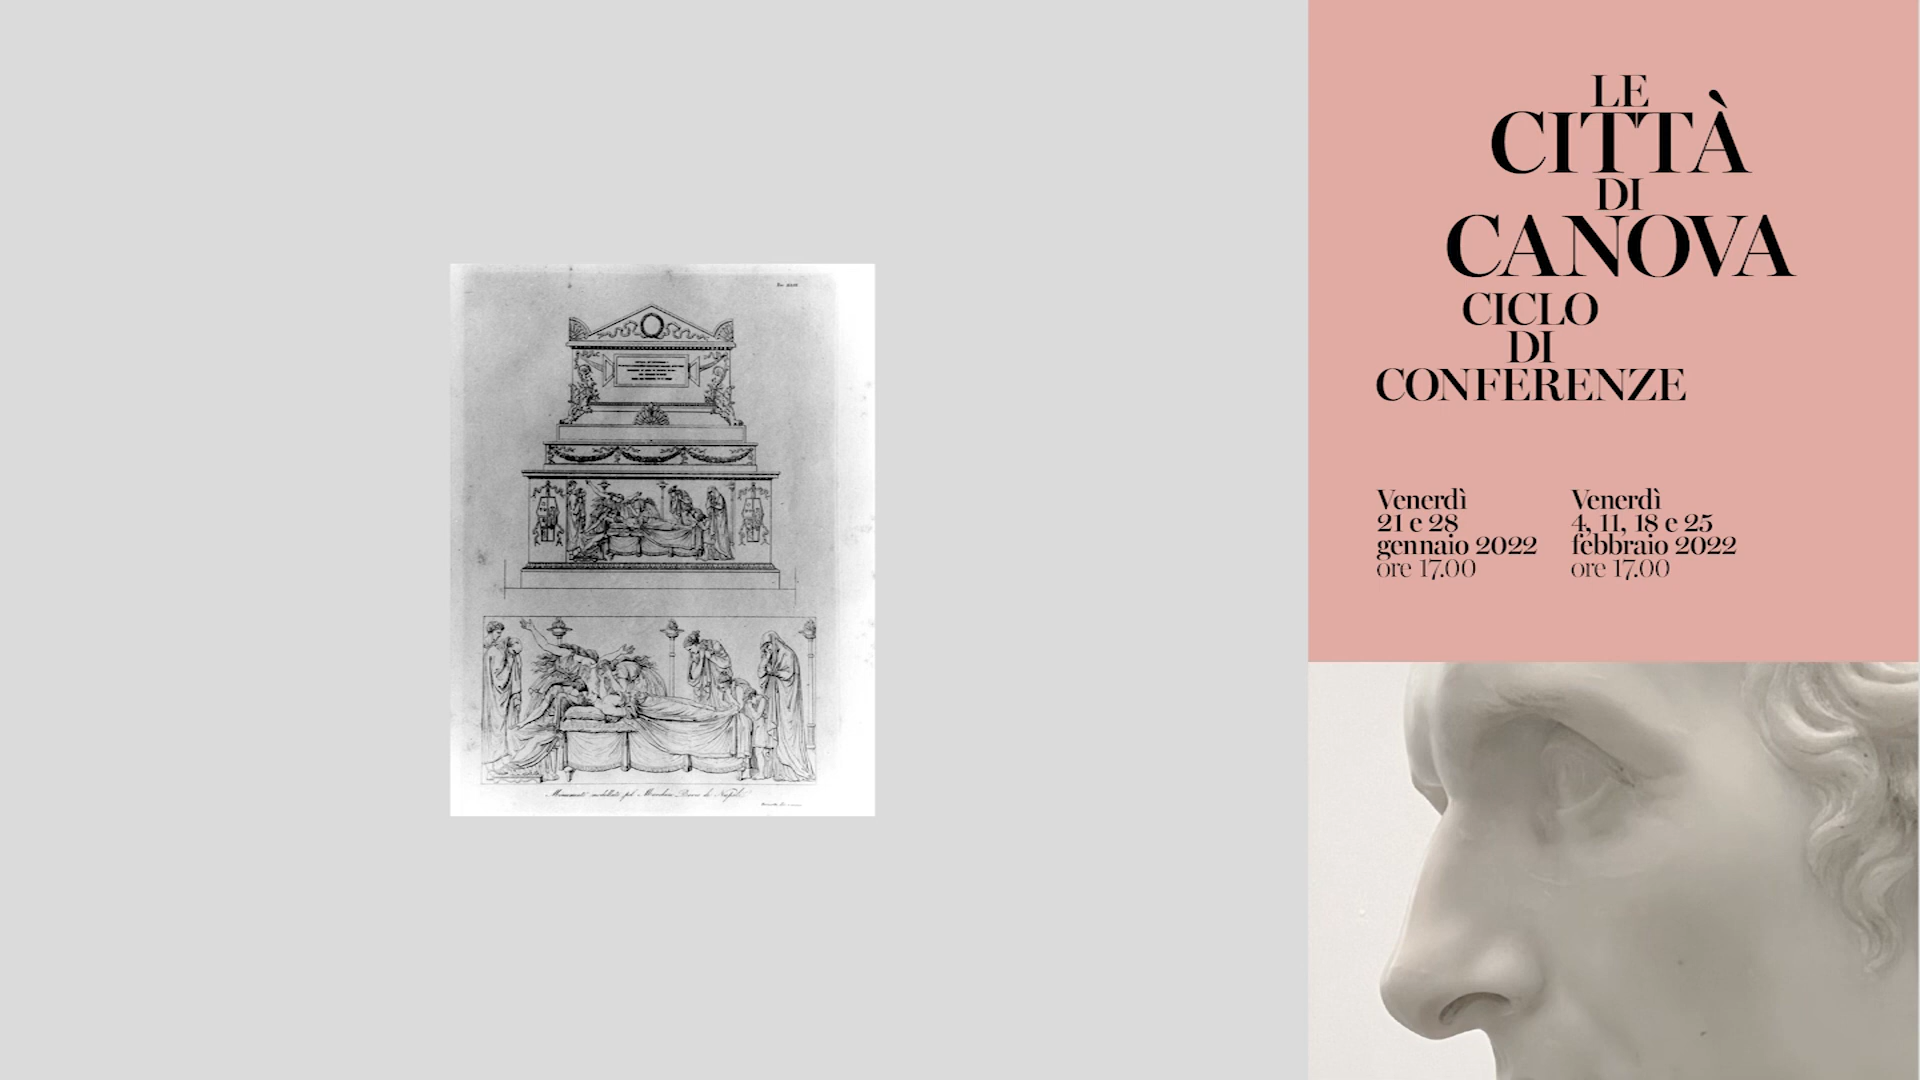 LE
CITTÀ
DI
CANOVA
CICLO
DI
CONFERENZE
Venerdì
21 e 28
gennaio 2022
ore 17.00
Venerdì
4, 11, 18 e 25
febbraio 2022
ore 17.00